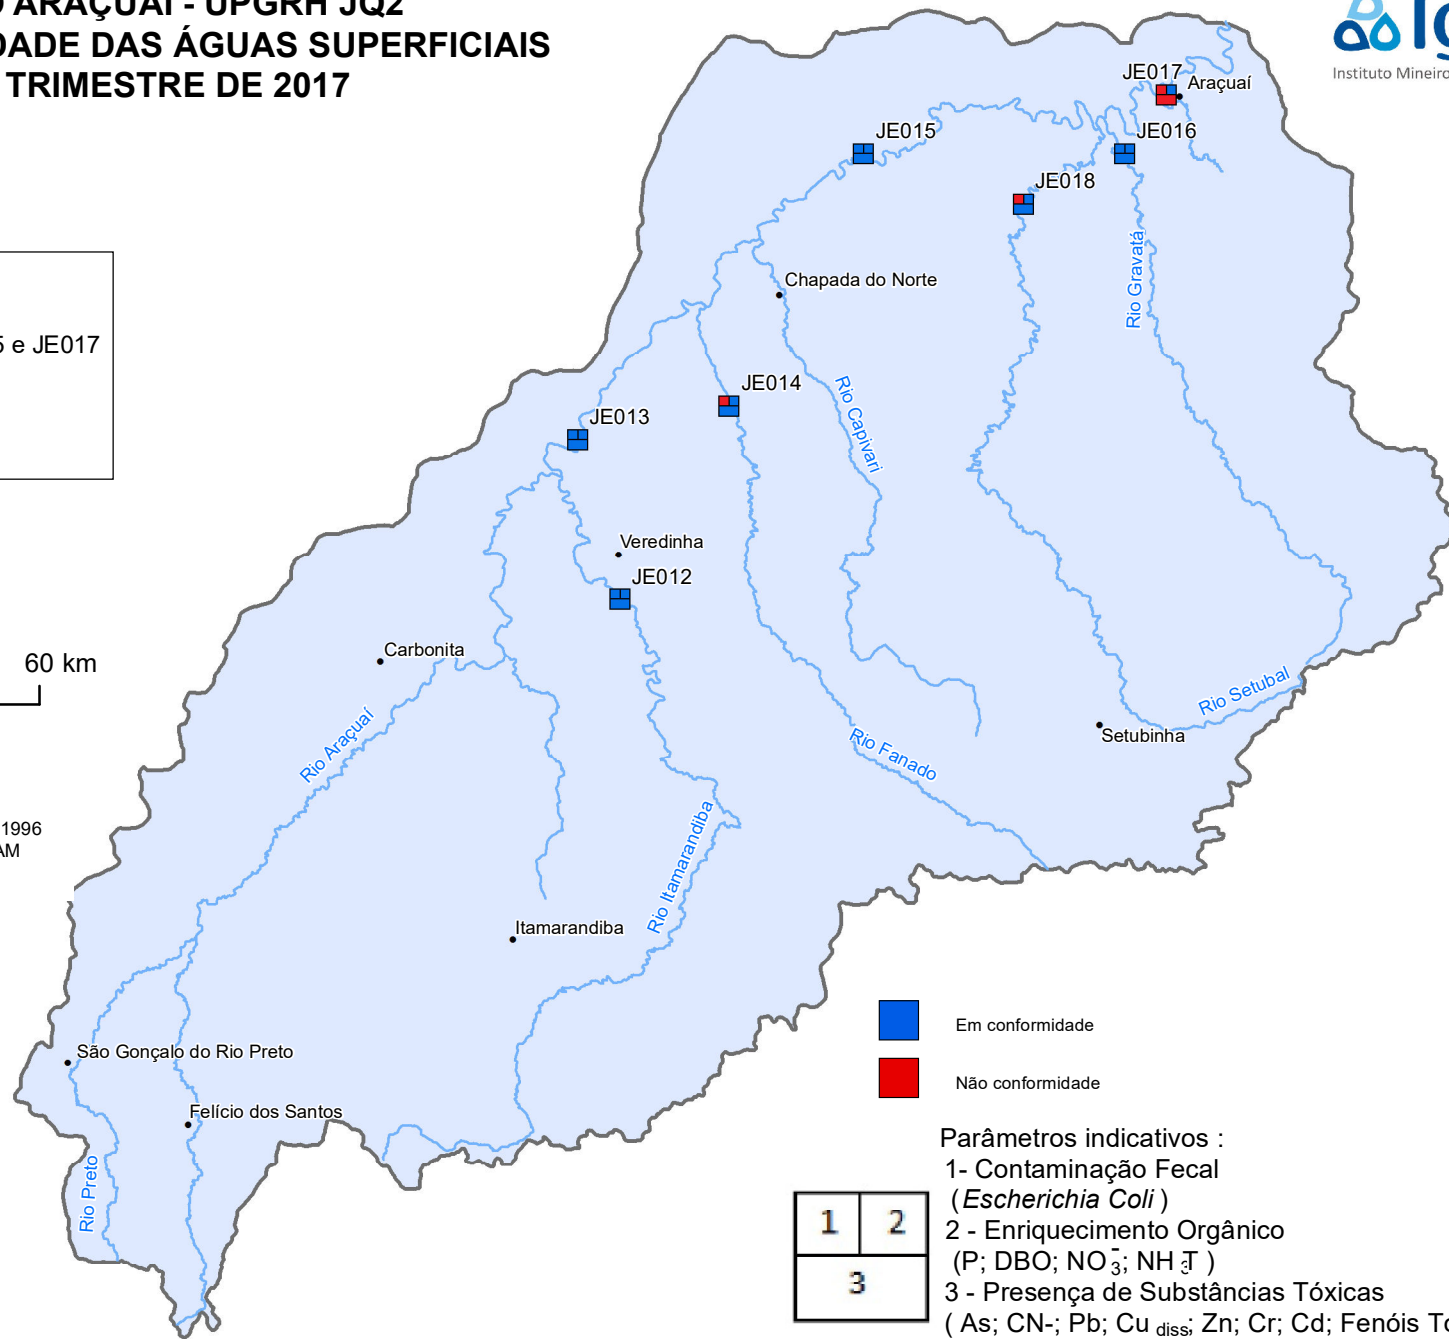 ARAÇUAÍ - UPGRH JQ2
DADE DAS ÁGUAS SUPERFICIAIS
TRIMESTRE DE 2017
Ig
Instituto Mineiro
JE017
Araçuaí
JE015
JE016
JE018
Rio Gravatá
Chapada do Norte
e JE017
JE014
Rio Capivari
JE013
Veredinha
JE012
Carbonita
60 km
Rio Araçuaí
Rio Setubal
Setubinha
Rio Fanado
1996
AM
Rio Itamarandiba
Itamarandiba
Em conformidade
São Gonçalo do Rio Preto
Não conformidade
Felício dos Santos
Rio Preto
Parâmetros indicativos :
1- Contaminação Fecal
(Escherichia Coli )
1 2
3
2 - Enriquecimento Orgânico
(P; DBO; NO3-; NH3T )
3 - Presença de Substâncias Tóxicas
( As; CN-; Pb; Cu diss; Zn; Cr; Cd; Fenóis To